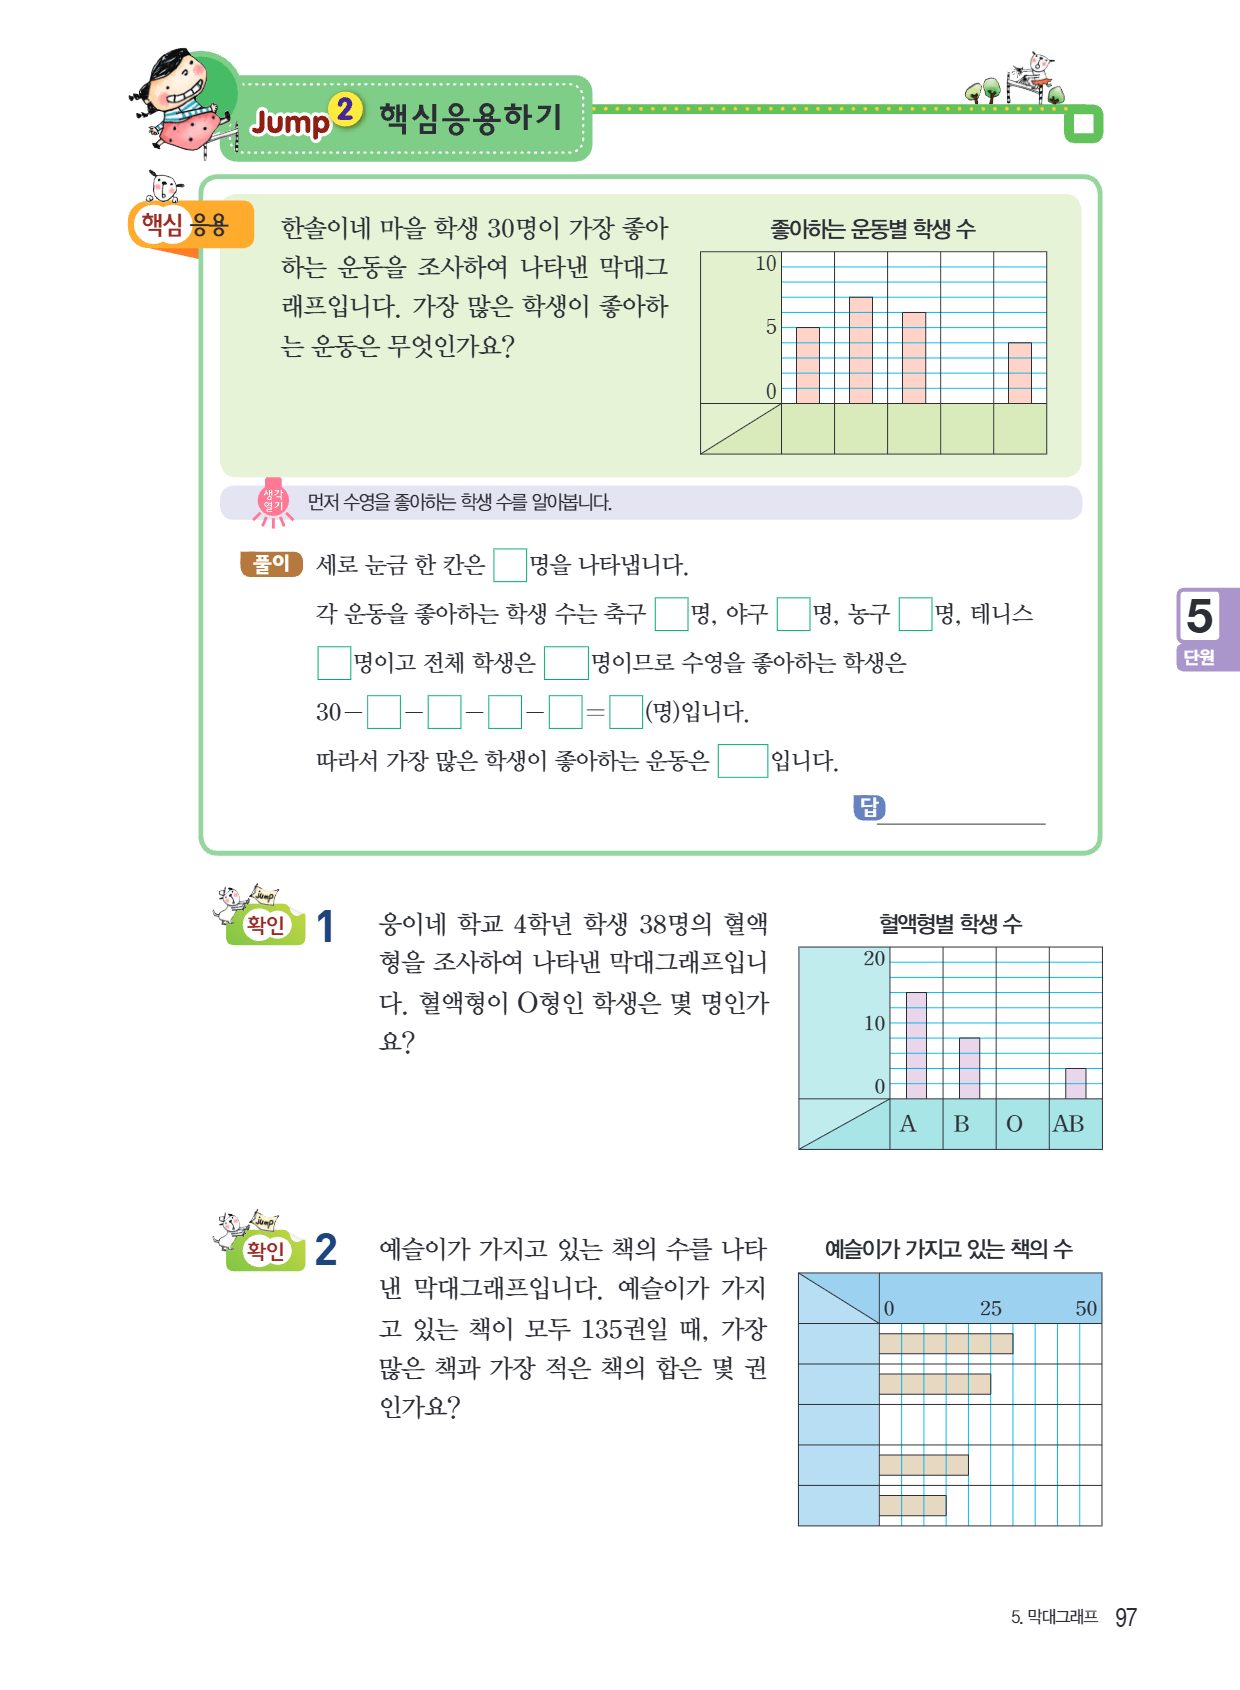 Jump 2 핵심응용하기
핵심 응용
한솔이네 마을 학생 30명이 가장 좋아
하는 운동을 조사하여 나타낸 막대그
래프입니다. 가장 많은 학생이 좋아하
는 운동은 무엇인가요?
좋아하는 운동별 학생 수
10
5
0
생각
열기
먼저 수영을 좋아하는 학생 수를 알아봅니다.
풀이
세로 눈금 한 칸은 □명을 나타냅니다.
각 운동을 좋아하는 학생 수는 축구 □명, 야구 □명, 농구 □명, 테니스
□명이고 전체 학생은 □명이므로 수영을 좋아하는 학생은
30-□-□-□-□=□(명)입니다.
따라서 가장 많은 학생이 좋아하는 운동은 □입니다.
답
5
단원
Jump
확인 1
웅이네 학교 4학년 학생 38명의 혈액
형을 조사하여 나타낸 막대그래프입니
다. 혈액형이 O형인 학생은 몇 명인가
요?
혈액형별 학생 수
20
10
0
A B O AB
Jump
확인 2
예슬이가 가지고 있는 책의 수를 나타
낸 막대그래프입니다. 예슬이가 가지
고 있는 책이 모두 135권일 때, 가장
많은 책과 가장 적은 책의 합은 몇 권
인가요?
예슬이가 가지고 있는 책의 수
0 25 50
5. 막대그래프 97